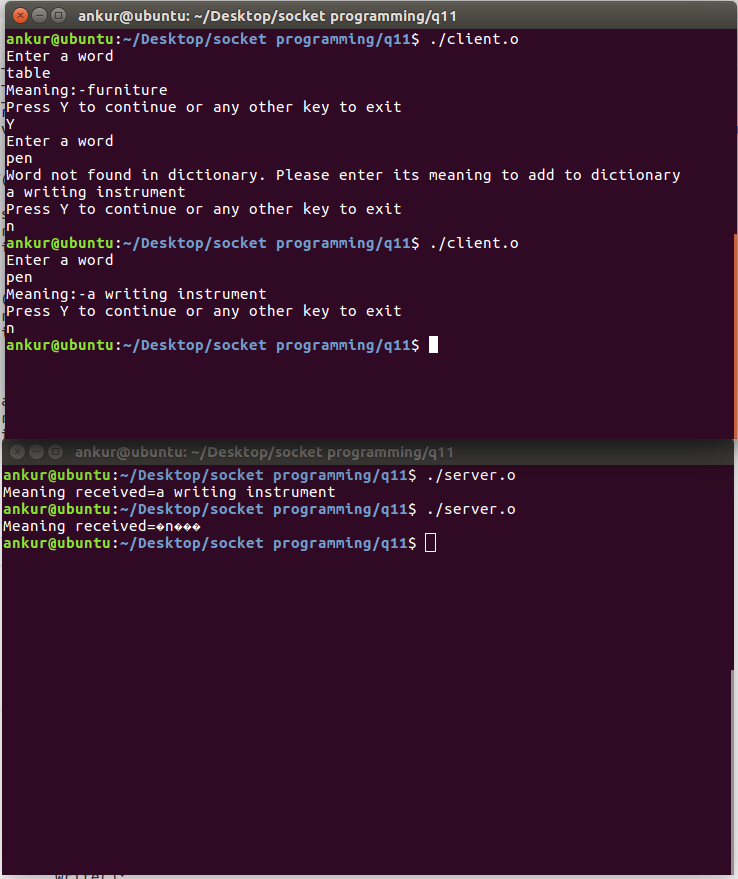 ankur@ubuntu: ~/Desktop/socket programming/q11
ankur@ubuntu:~/Desktop/socket programming/q11$ ./client.o
Enter a word
table
Meaning:-furniture
Press Y to continue or any other key to exit
Y
Enter a word
pen
Word not found in dictionary. Please enter its meaning to add to dictionary
a writing instrument
Press Y to continue or any other key to exit
n
ankur@ubuntu:~/Desktop/socket programming/q11$ ./client.o
Enter a word
pen
Meaning:-a writing instrument
Press Y to continue or any other key to exit
n
ankur@ubuntu:~/Desktop/socket programming/q11$
ankur@ubuntu: ~/Desktop/socket programming/q11
ankur@ubuntu:~/Desktop/socket programming/q11$ ./server.o
Meaning received=a writing instrument
ankur@ubuntu:~/Desktop/socket programming/q11$ ./server.o
Meaning received=�n���
ankur@ubuntu:~/Desktop/socket programming/q11$